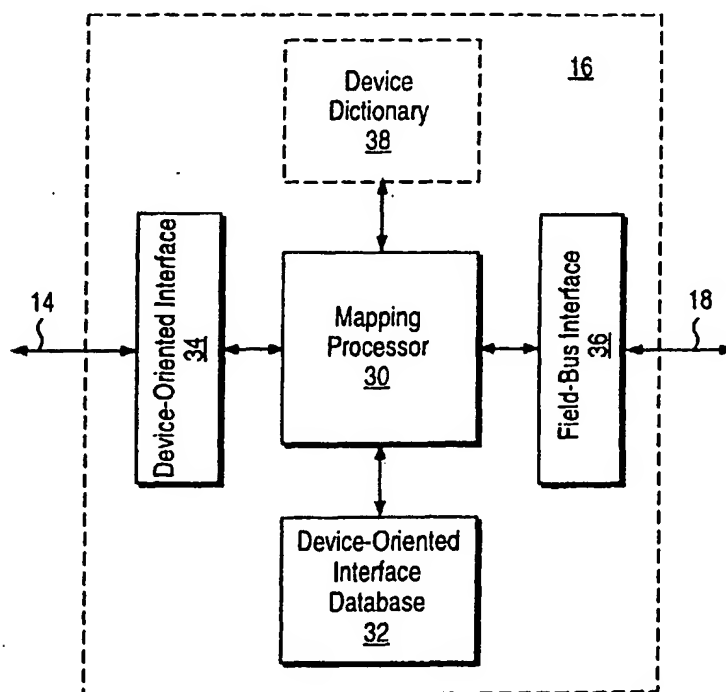 16
Device
Dictionary
38
14
Device-Oriented Interface
34
Mapping
Processor
30
Field-Bus Interface
36
18
Device-Oriented
Interface
Database
32